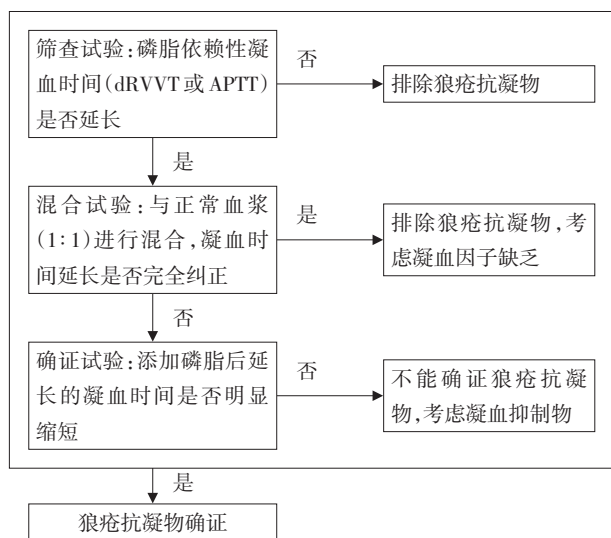 筛查试验:磷脂依赖性凝
血时间(dRVVT或APTT)
是否延长
否
排除狼疮抗凝物
是
混合试验:与正常血浆
(1:1)进行混合,凝血时
间延长是否完全纠正
是
排除狼疮抗凝物,考
虑凝血因子缺乏
否
确证试验:添加磷脂后延
长的凝血时间是否明显
缩短
否
不能确证狼疮抗凝
物,考虑凝血抑制物
是
狼疮抗凝物确证